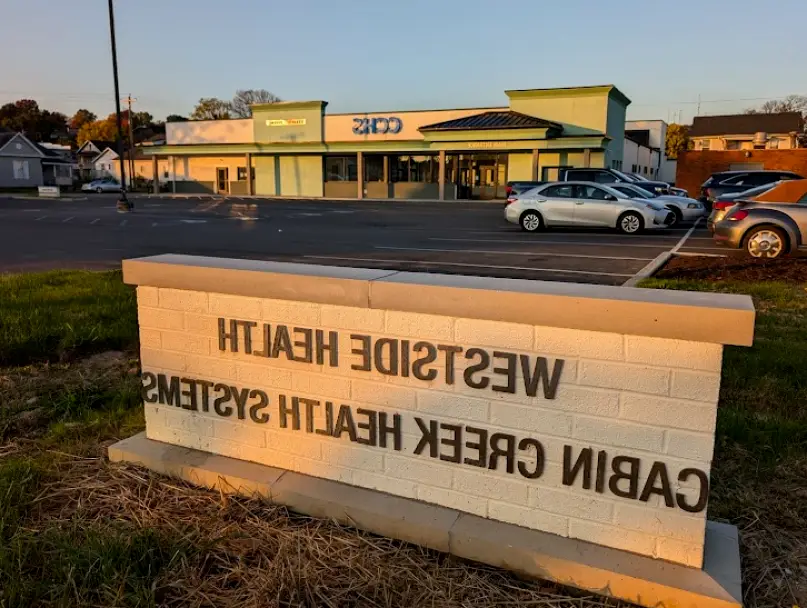 CCHS
WESTSIDE HEALTH
CABIN CREEK HEALTH SYSTEMS